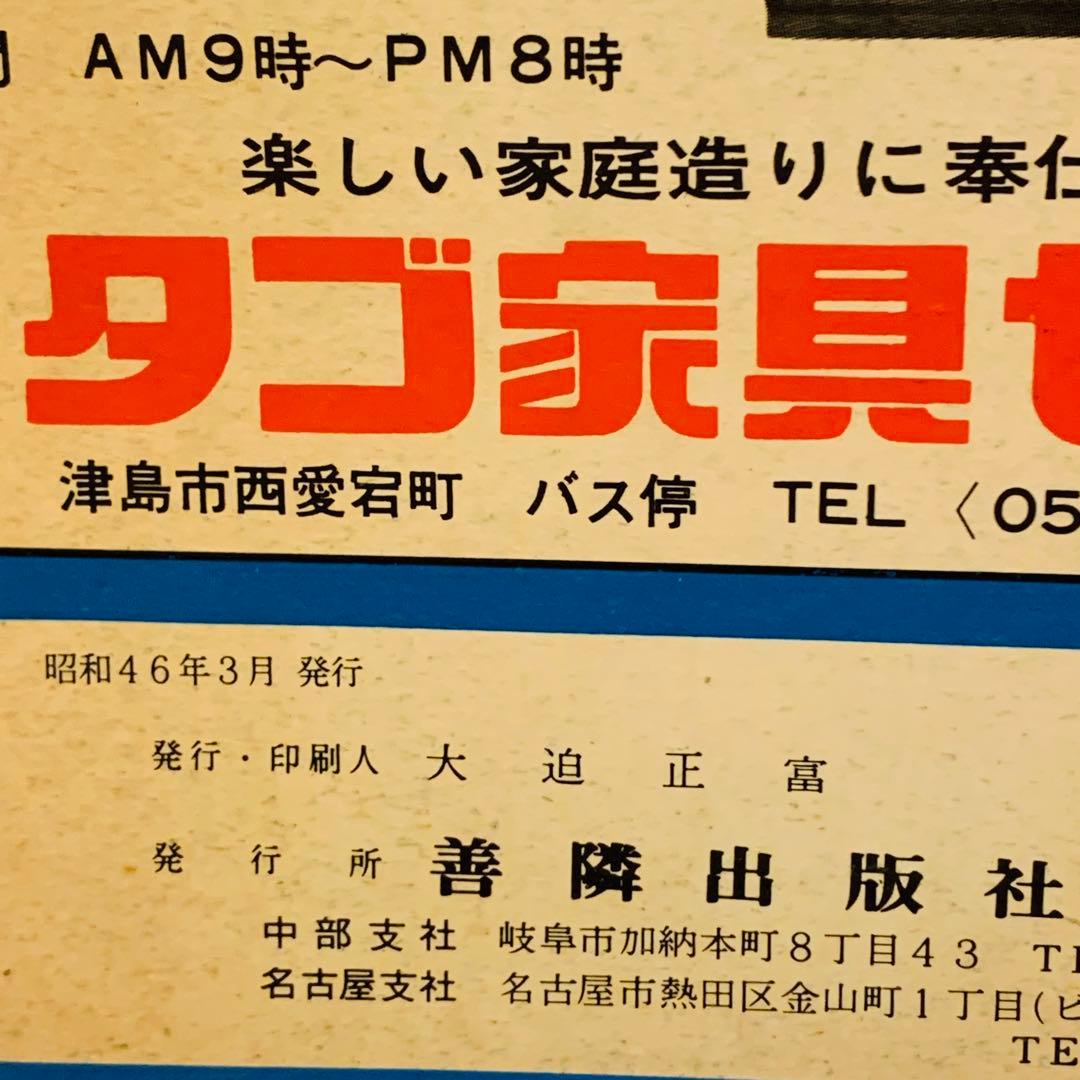 AM9時～PM8時
楽しい家庭造りに奉仕
タゴ家具セ
津島市西愛宕町 バス停 TEL 〈05
昭和46年3月 発行
発行・印刷人 大迫正富
発行所 善隣出版社
中部支社 岐阜市加納本町8丁目43 TE
名古屋支社 名古屋市熱田区金山町1丁目(ビ
TE